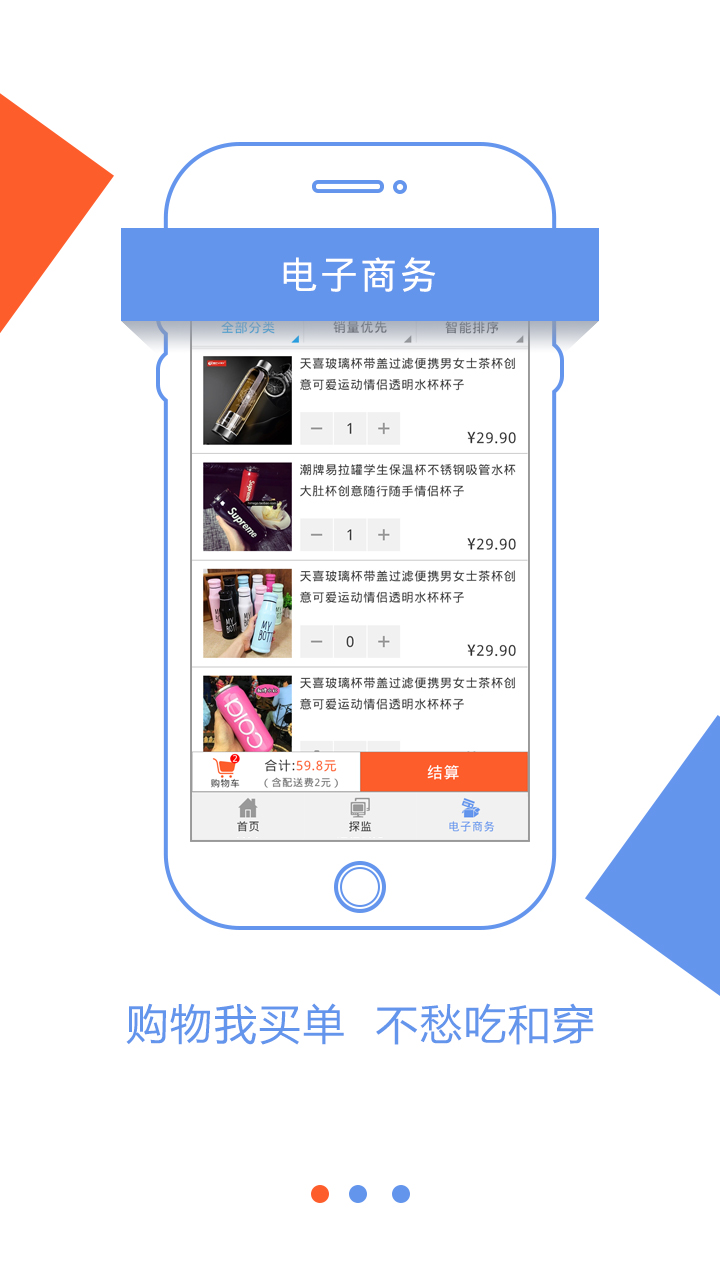 电子商务
全部分类
销量优先
智能排序
天喜玻璃杯带盖过滤便携男女士茶杯创
意可爱运动情侣透明水杯杯子
1
¥29.90
潮牌易拉罐学生保温杯不锈钢吸管水杯
大肚杯创意随行随手情侣杯子
Supreme
1
¥29.90
天喜玻璃杯带盖过滤便携男女士茶杯创
意可爱运动情侣透明水杯杯子
MY
BOTT
0
¥29.90
天喜玻璃杯带盖过滤便携男女士茶杯创
意可爱运动情侣透明水杯杯子
cola
2
购物车
合计:59.8元
(含配送费2元)
结算
首页
探监
电子商务
购物我买单 不愁吃和穿